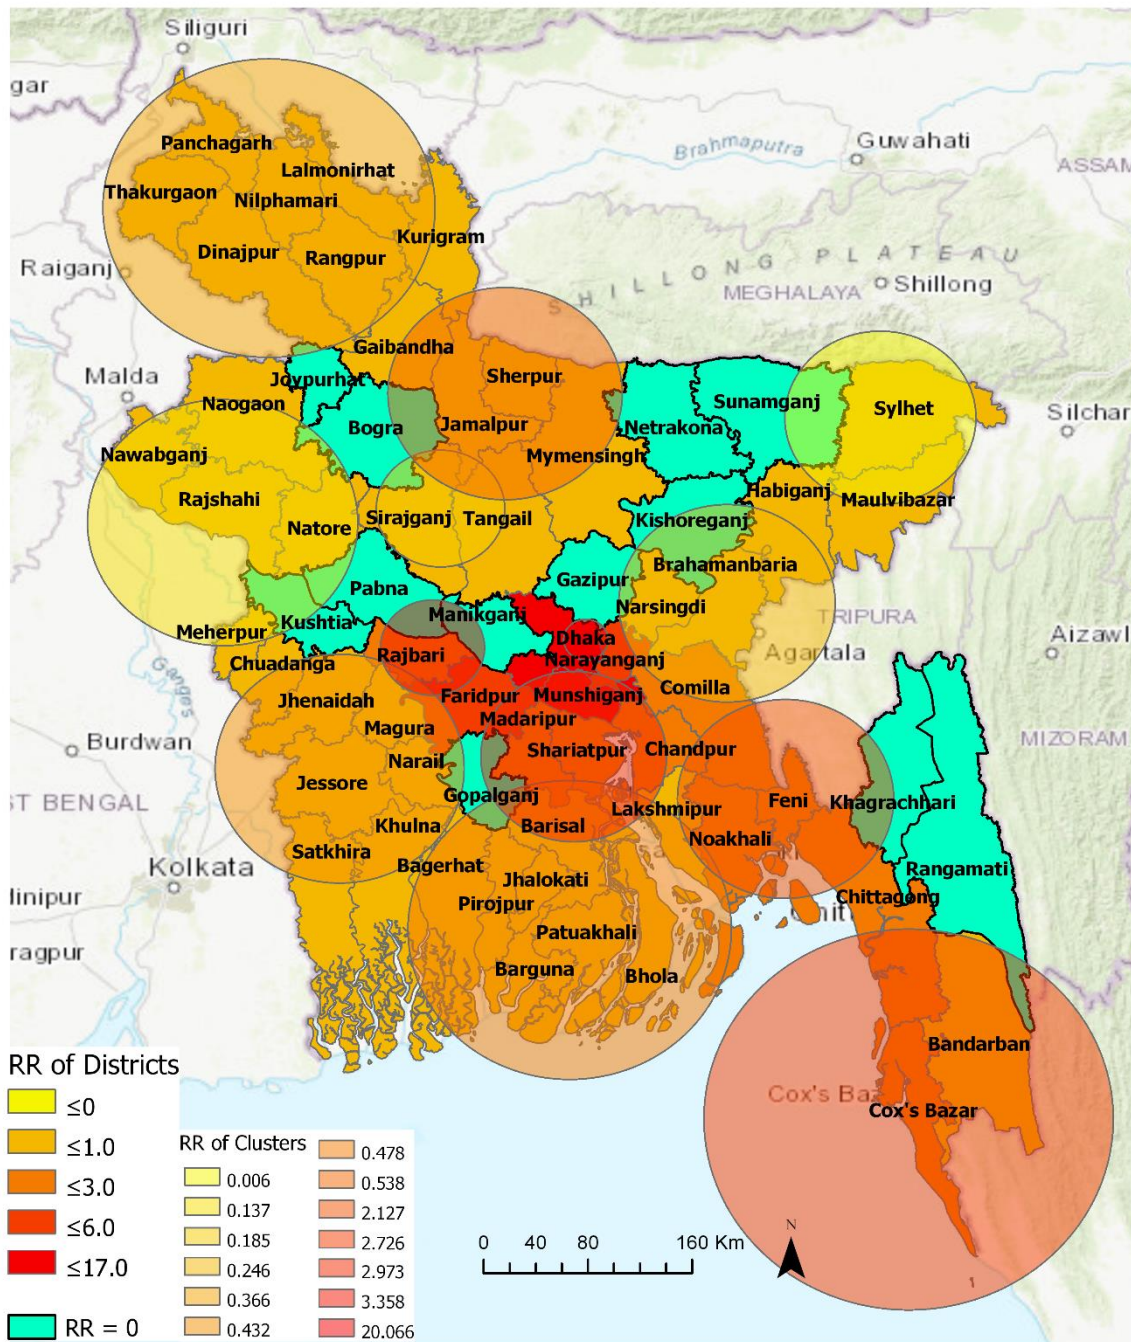 Siliguri
gar
Panchagarh
Guwahati
Brahmaputra
Lalmonirhat
ASSAM
Thakurgaon
Nilphamari
Kurigram
Dinajpur
Rangpur
Raiganj
SHILLONG PLATEAU
MEGHALAYA
Shillong
Gaibandha
Joypurhat
Malda
Sherpur
Naogaon
Sunamganj
Sylhet
Silchar
Bogra
Jamalpur
Netrakona
Nawabganj
Mymensingh
Rajshahi
Habiganj
Maulvibazar
Natore
Sirajganj
Tangail
Kishoreganj
Brahamanbaria
Pabna
Gazipur
Narsingdi
Manikganj
TRIPURA
Kushtia
Meherpur
Dhaka
Aizawl
Rajbari
Narayanganj
Agartala
Chuadanga
Ganges
Jhenaidah
Faridpur
Munshiganj
Comilla
Magura
Madaripur
Burdwan
Narail
Shariatpur
Chandpur
MIZORAM
Jessore
ST BENGAL
Gopalganj
Lakshmipur
Feni
Khagrachhari
Khulna
Barisal
Noakhali
Satkhira
Bagerhat
Kolkata
Jhalokati
Rangamati
dinipur
Pirojpur
Chittagong
Patuakhali
ragpur
Barguna
Bhola
Bandarban
RR of Districts
Cox's Baz
Cox's Bazar
≤0
≤1.0
≤3.0
≤6.0
≤17.0
RR = 0
RR of Clusters
0.006
0.137
0.185
0.246
0.366
0.432
0.478
0.538
2.127
2.726
2.973
3.358
20.066
0 40 80 160 Km
N
1